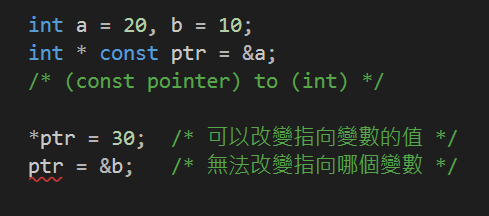 int a = 20, b = 10;
int * const ptr = &a;
/* (const pointer) to (int) */
*ptr = 30;  /* 可以改變指向變數的值 */
ptr = &b;   /* 無法改變指向哪個變數 */